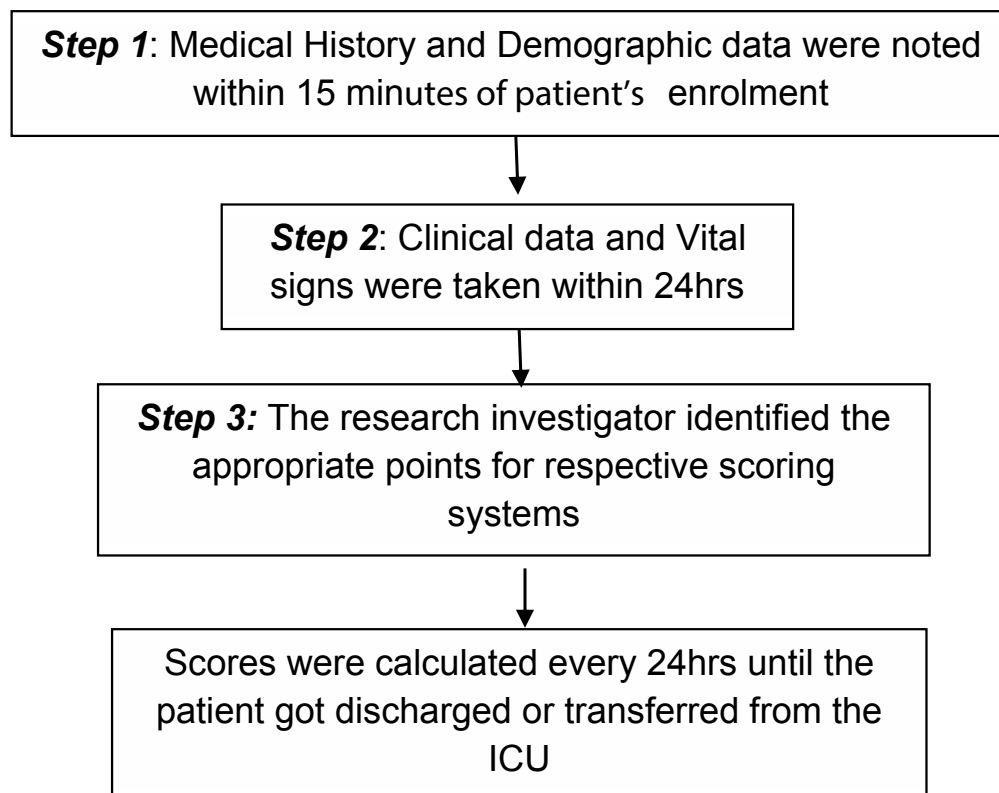 Step 1: Medical History and Demographic data were noted
within 15 minutes of patient's enrolment
Step 2: Clinical data and Vital
signs were taken within 24hrs
Step 3: The research investigator identified the
appropriate points for respective scoring
systems
Scores were calculated every 24hrs until the
patient got discharged or transferred from the
ICU